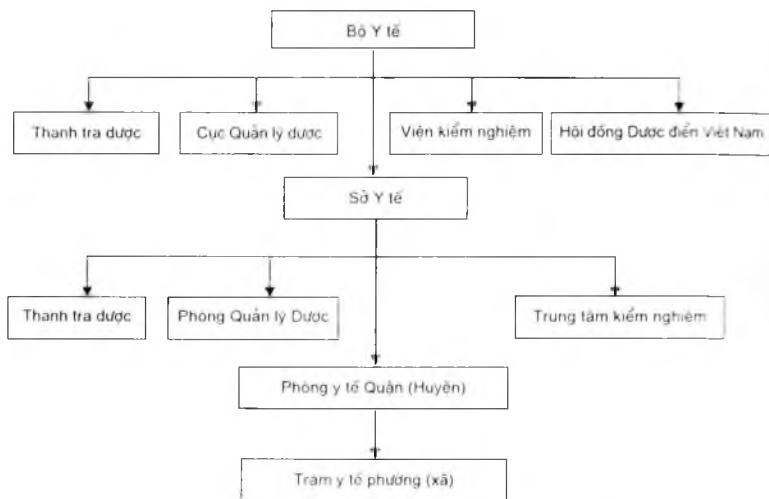 Bộ Y tế
Thanh tra dược
Cục Quản lý dược
Viện kiểm nghiệm
Hội đồng Dược điển Việt Nam
Sở Y tế
Thanh tra dược
Phòng Quản lý Dược
Trung tâm kiểm nghiệm
Phòng y tế Quận (Huyện)
Trạm y tế phường (xã)